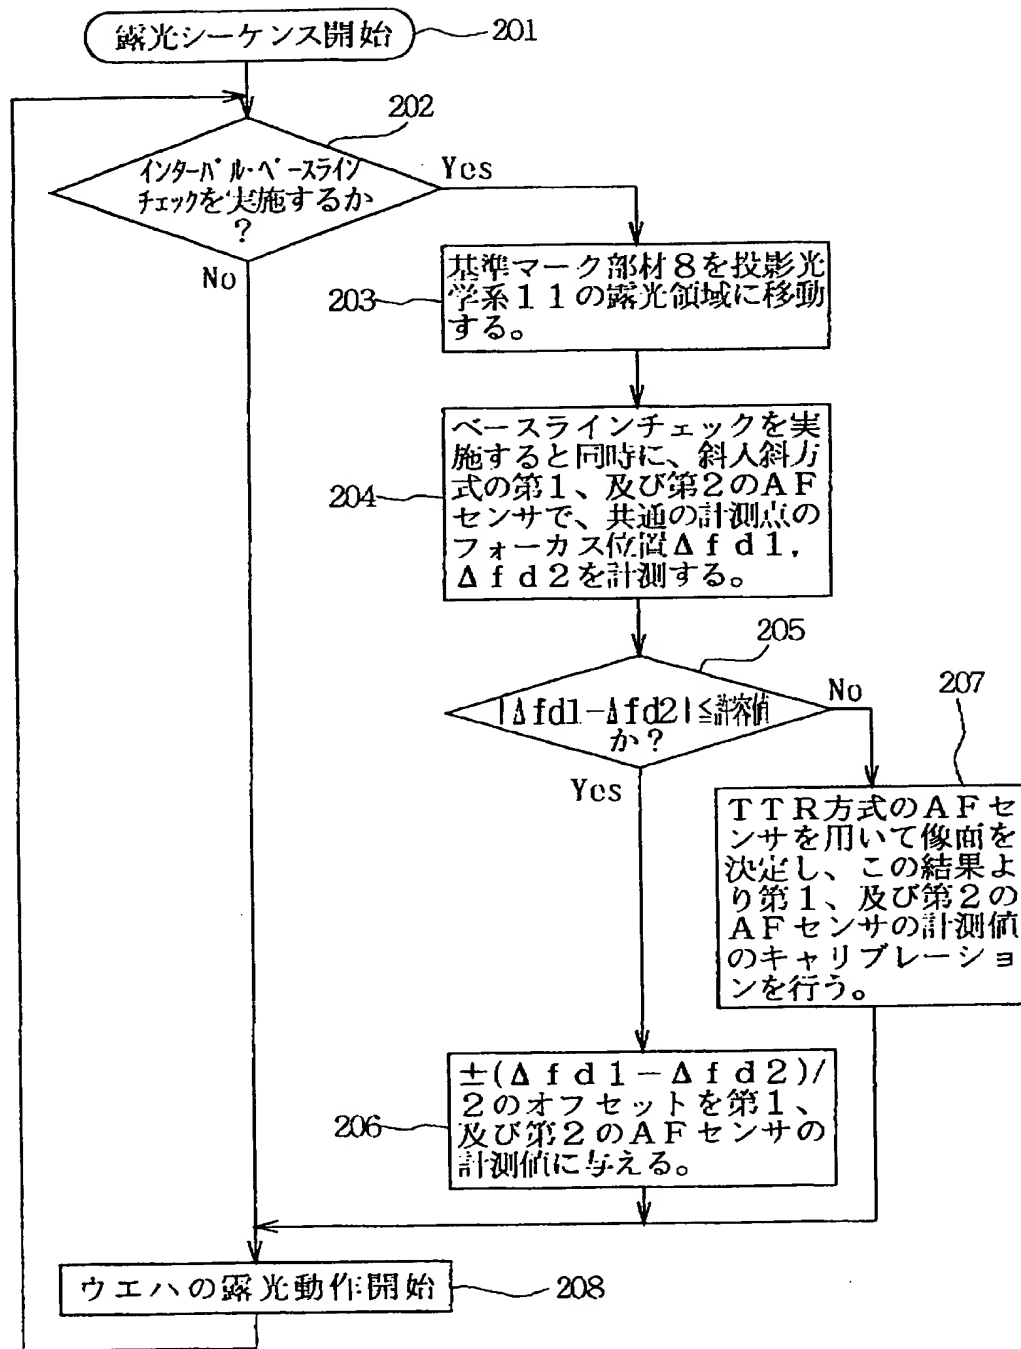 露光シーケンス開始
201
202
インターバル・ベースライン
チェックを実施するか
?
Yes
No
203
基準マーク部材8を投影光
学系11の露光領域に移動
する。
204
ベースラインチェックを実
施すると同時に、斜入斜方
式の第1、及び第2のAF
センサで、共通の計測点の
フォーカス位置Δfd1,
Δfd2を計測する。
205
|Δfd1-Δfd2|≦許容値
か?
No
Yes
207
TTR方式のAFセ
ンサを用いて像面を
決定し、この結果よ
り第1、及び第2の
AFセンサの計測値
のキャリブレーショ
ンを行う。
206
±(Δfd1-Δfd2)/
2のオフセットを第1、
及び第2のAFセンサの
計測値に与える。
ウエハの露光動作開始
208